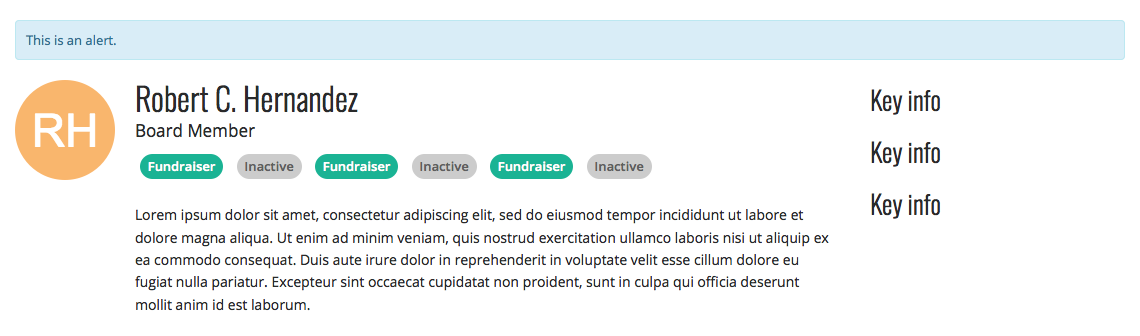 This is an alert.
RH
Robert C. Hernandez
Board Member
Fundraiser Inactive Fundraiser Inactive Fundraiser Inactive
Lorem ipsum dolor sit amet, consectetur adipiscing elit, sed do eiusmod tempor incididunt ut labore et
dolore magna aliqua. Ut enim ad minim veniam, quis nostrud exercitation ullamco laboris nisi ut aliquip ex
ea commodo consequat. Duis aute irure dolor in reprehenderit in voluptate velit esse cillum dolore eu
fugiat nulla pariatur. Excepteur sint occaecat cupidatat non proident, sunt in culpa qui officia deserunt
mollit anim id est laborum.
Key info
Key info
Key info